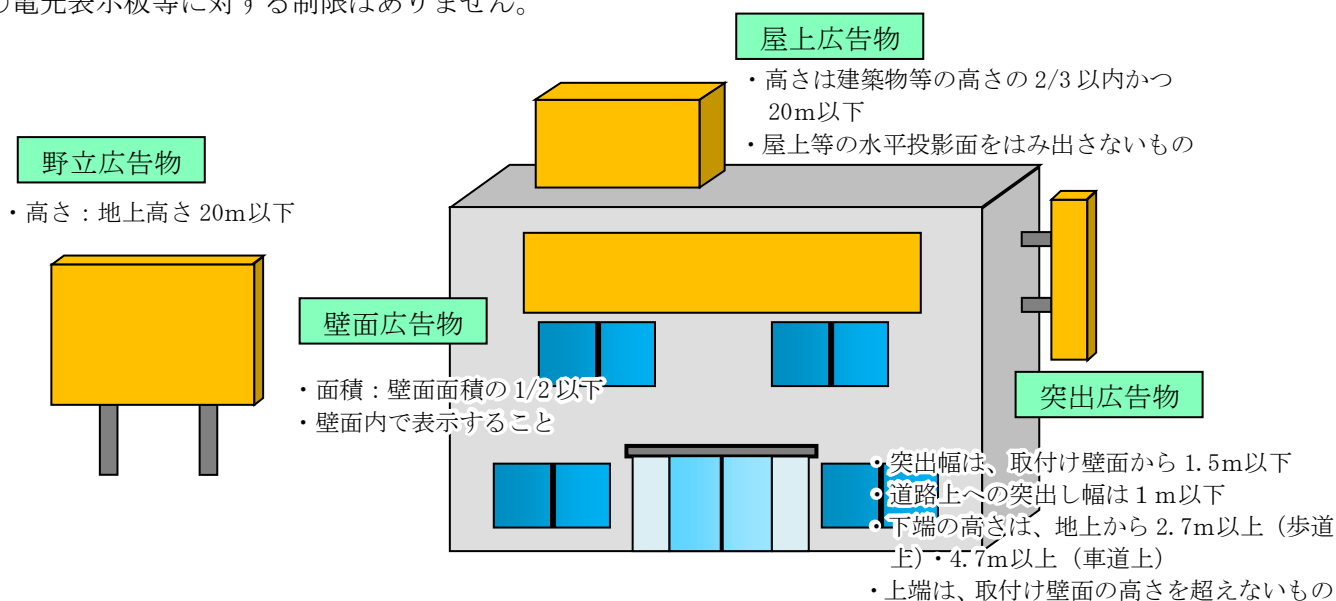 電光表示板等に対する制限はありません。
屋上広告物
・高さは建築物等の高さの 2/3 以内かつ
20m以下
・屋上等の水平投影面をはみ出さないもの
野立広告物
・高さ：地上高さ 20m以下
壁面広告物
・面積：壁面面積の 1/2 以下
・壁面内で表示すること
突出広告物
・突出幅は、取付け壁面から 1.5m以下
・道路上への突出し幅は１ｍ以下
・下端の高さは、地上から 2.7m以上（歩道
上）・4.7m以上（車道上）
・上端は、取付け壁面の高さを超えないもの